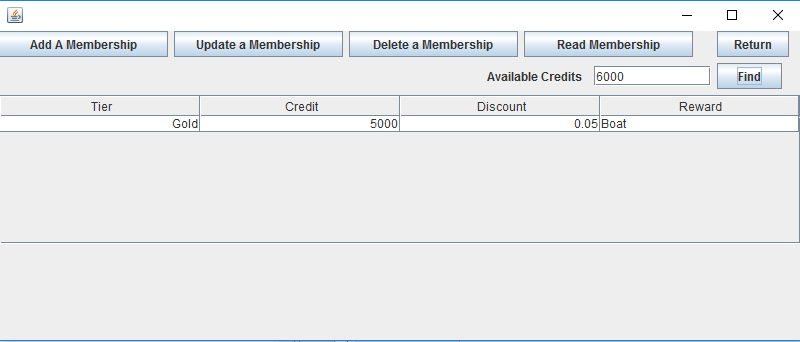 Add A Membership Update a Membership Delete a Membership Read Membership Return
Available Credits 6000 Find
Tier Credit Discount Reward
Gold 5000 0.05 Boat